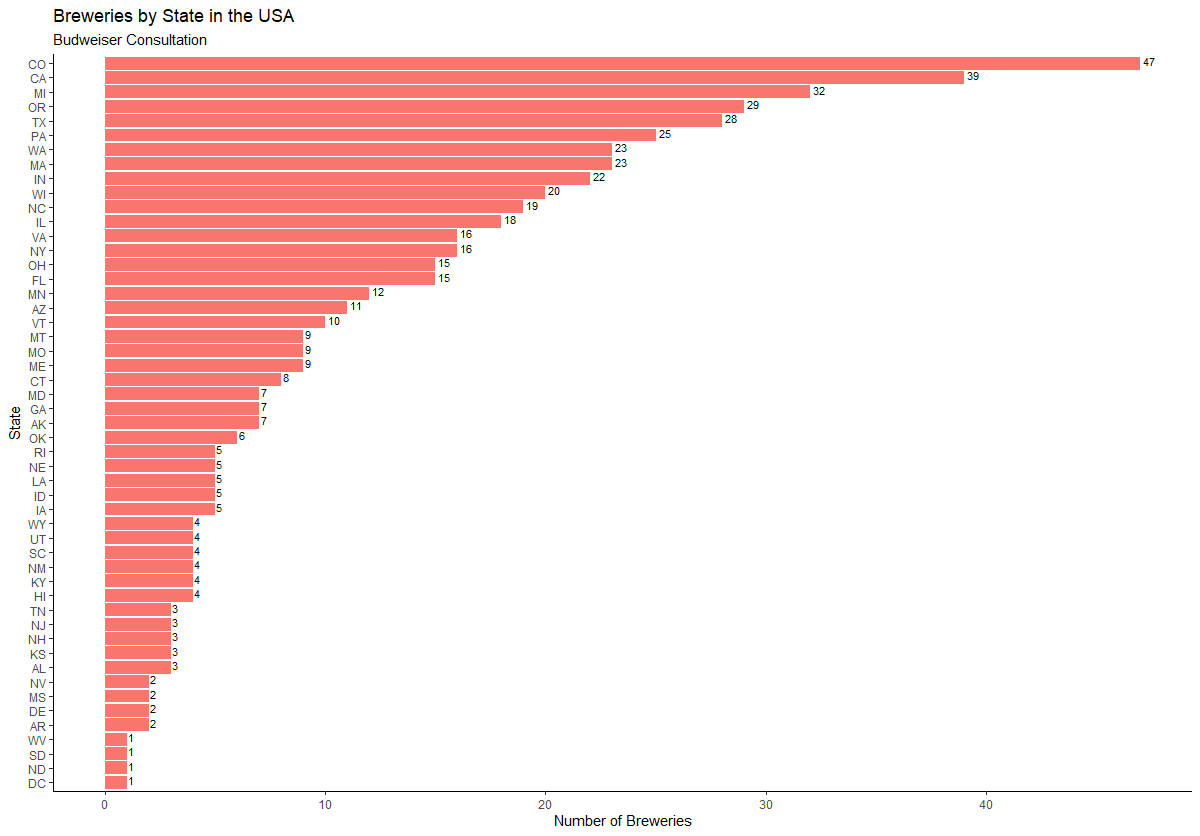 Breweries by State in the USA
Budweiser Consultation
CO 47
CA 39
MI 32
OR 29
TX 28
PA 25
WA 23
MA 23
IN 22
WI 20
NC 19
IL 18
VA 16
NY 16
OH 15
FL 15
MN 12
AZ 11
VT 10
MT 9
MO 9
ME 9
CT 8
MD 7
GA 7
AK 7
State
OK 6
RI 5
NE 5
LA 5
ID 5
IA 5
WY 4
UT 4
SC 4
NM 4
KY 4
HI 4
TN 3
NJ 3
NH 3
KS 3
AL 3
NV 2
MS 2
DE 2
AR 2
WV 1
SD 1
ND 1
DC 1
0 10 20 30 40
Number of Breweries